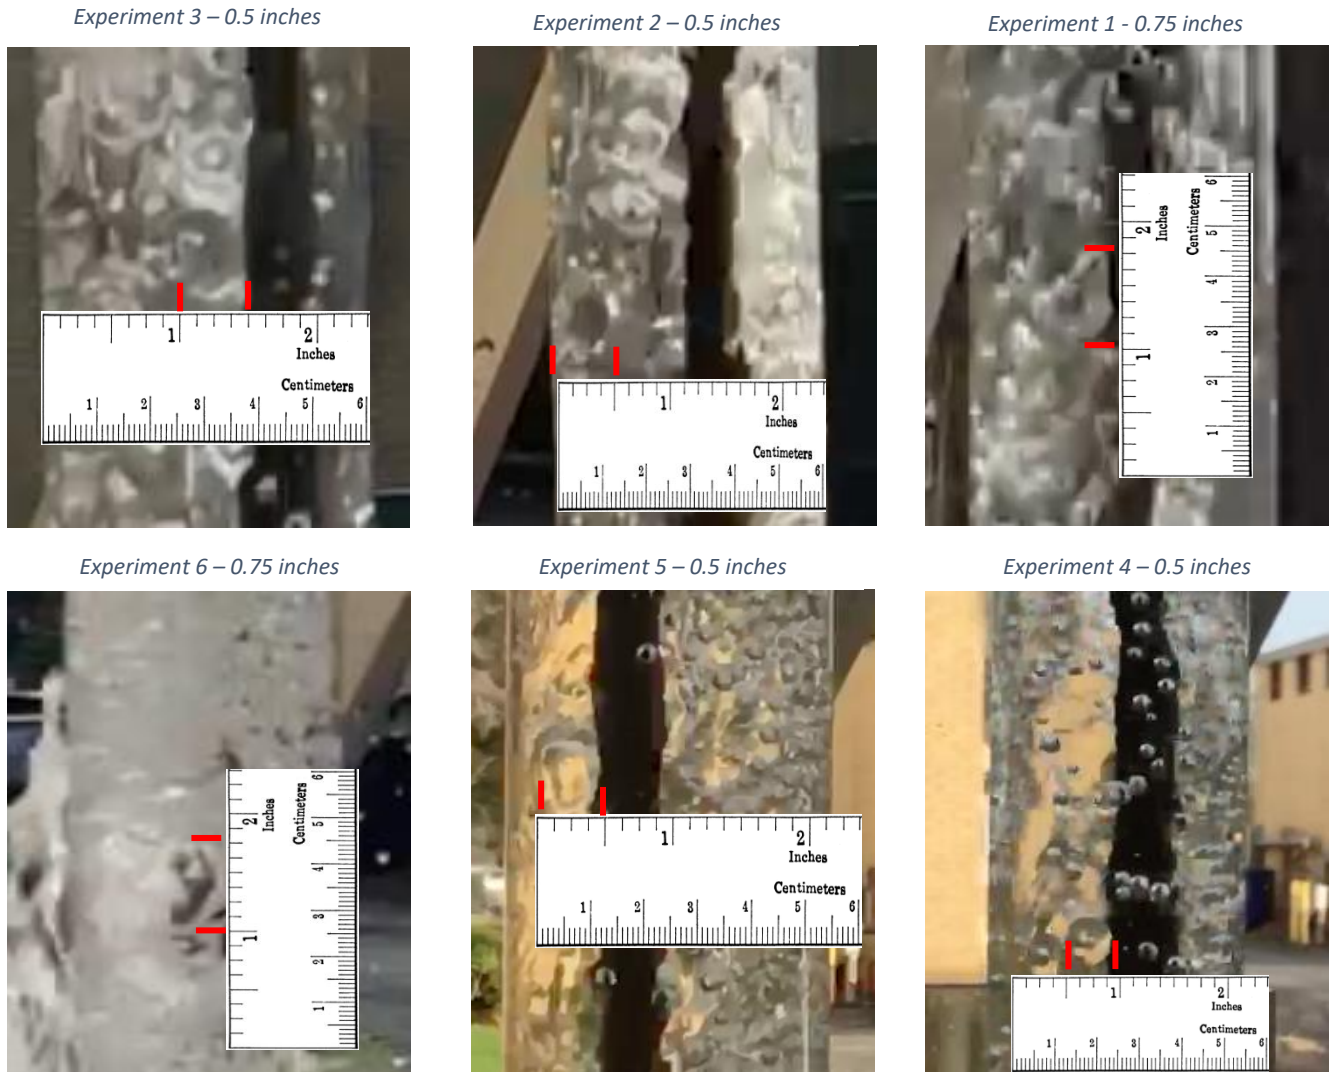 Experiment 3 – 0.5 inches
Experiment 2 – 0.5 inches
Experiment 1 - 0.75 inches
1 2
Inches
Centimeters
1 2 3 4 5 6
1 2
Inches
Centimeters
1 2 3 4 5 6
1 2
Inches
Centimeters
1 2 3 4 5 6
Experiment 6 – 0.75 inches
Experiment 5 – 0.5 inches
Experiment 4 – 0.5 inches
1 2
Inches
Centimeters
1 2 3 4 5 6
1 2
Inches
Centimeters
1 2 3 4 5 6
1 2
Inches
Centimeters
1 2 3 4 5 6